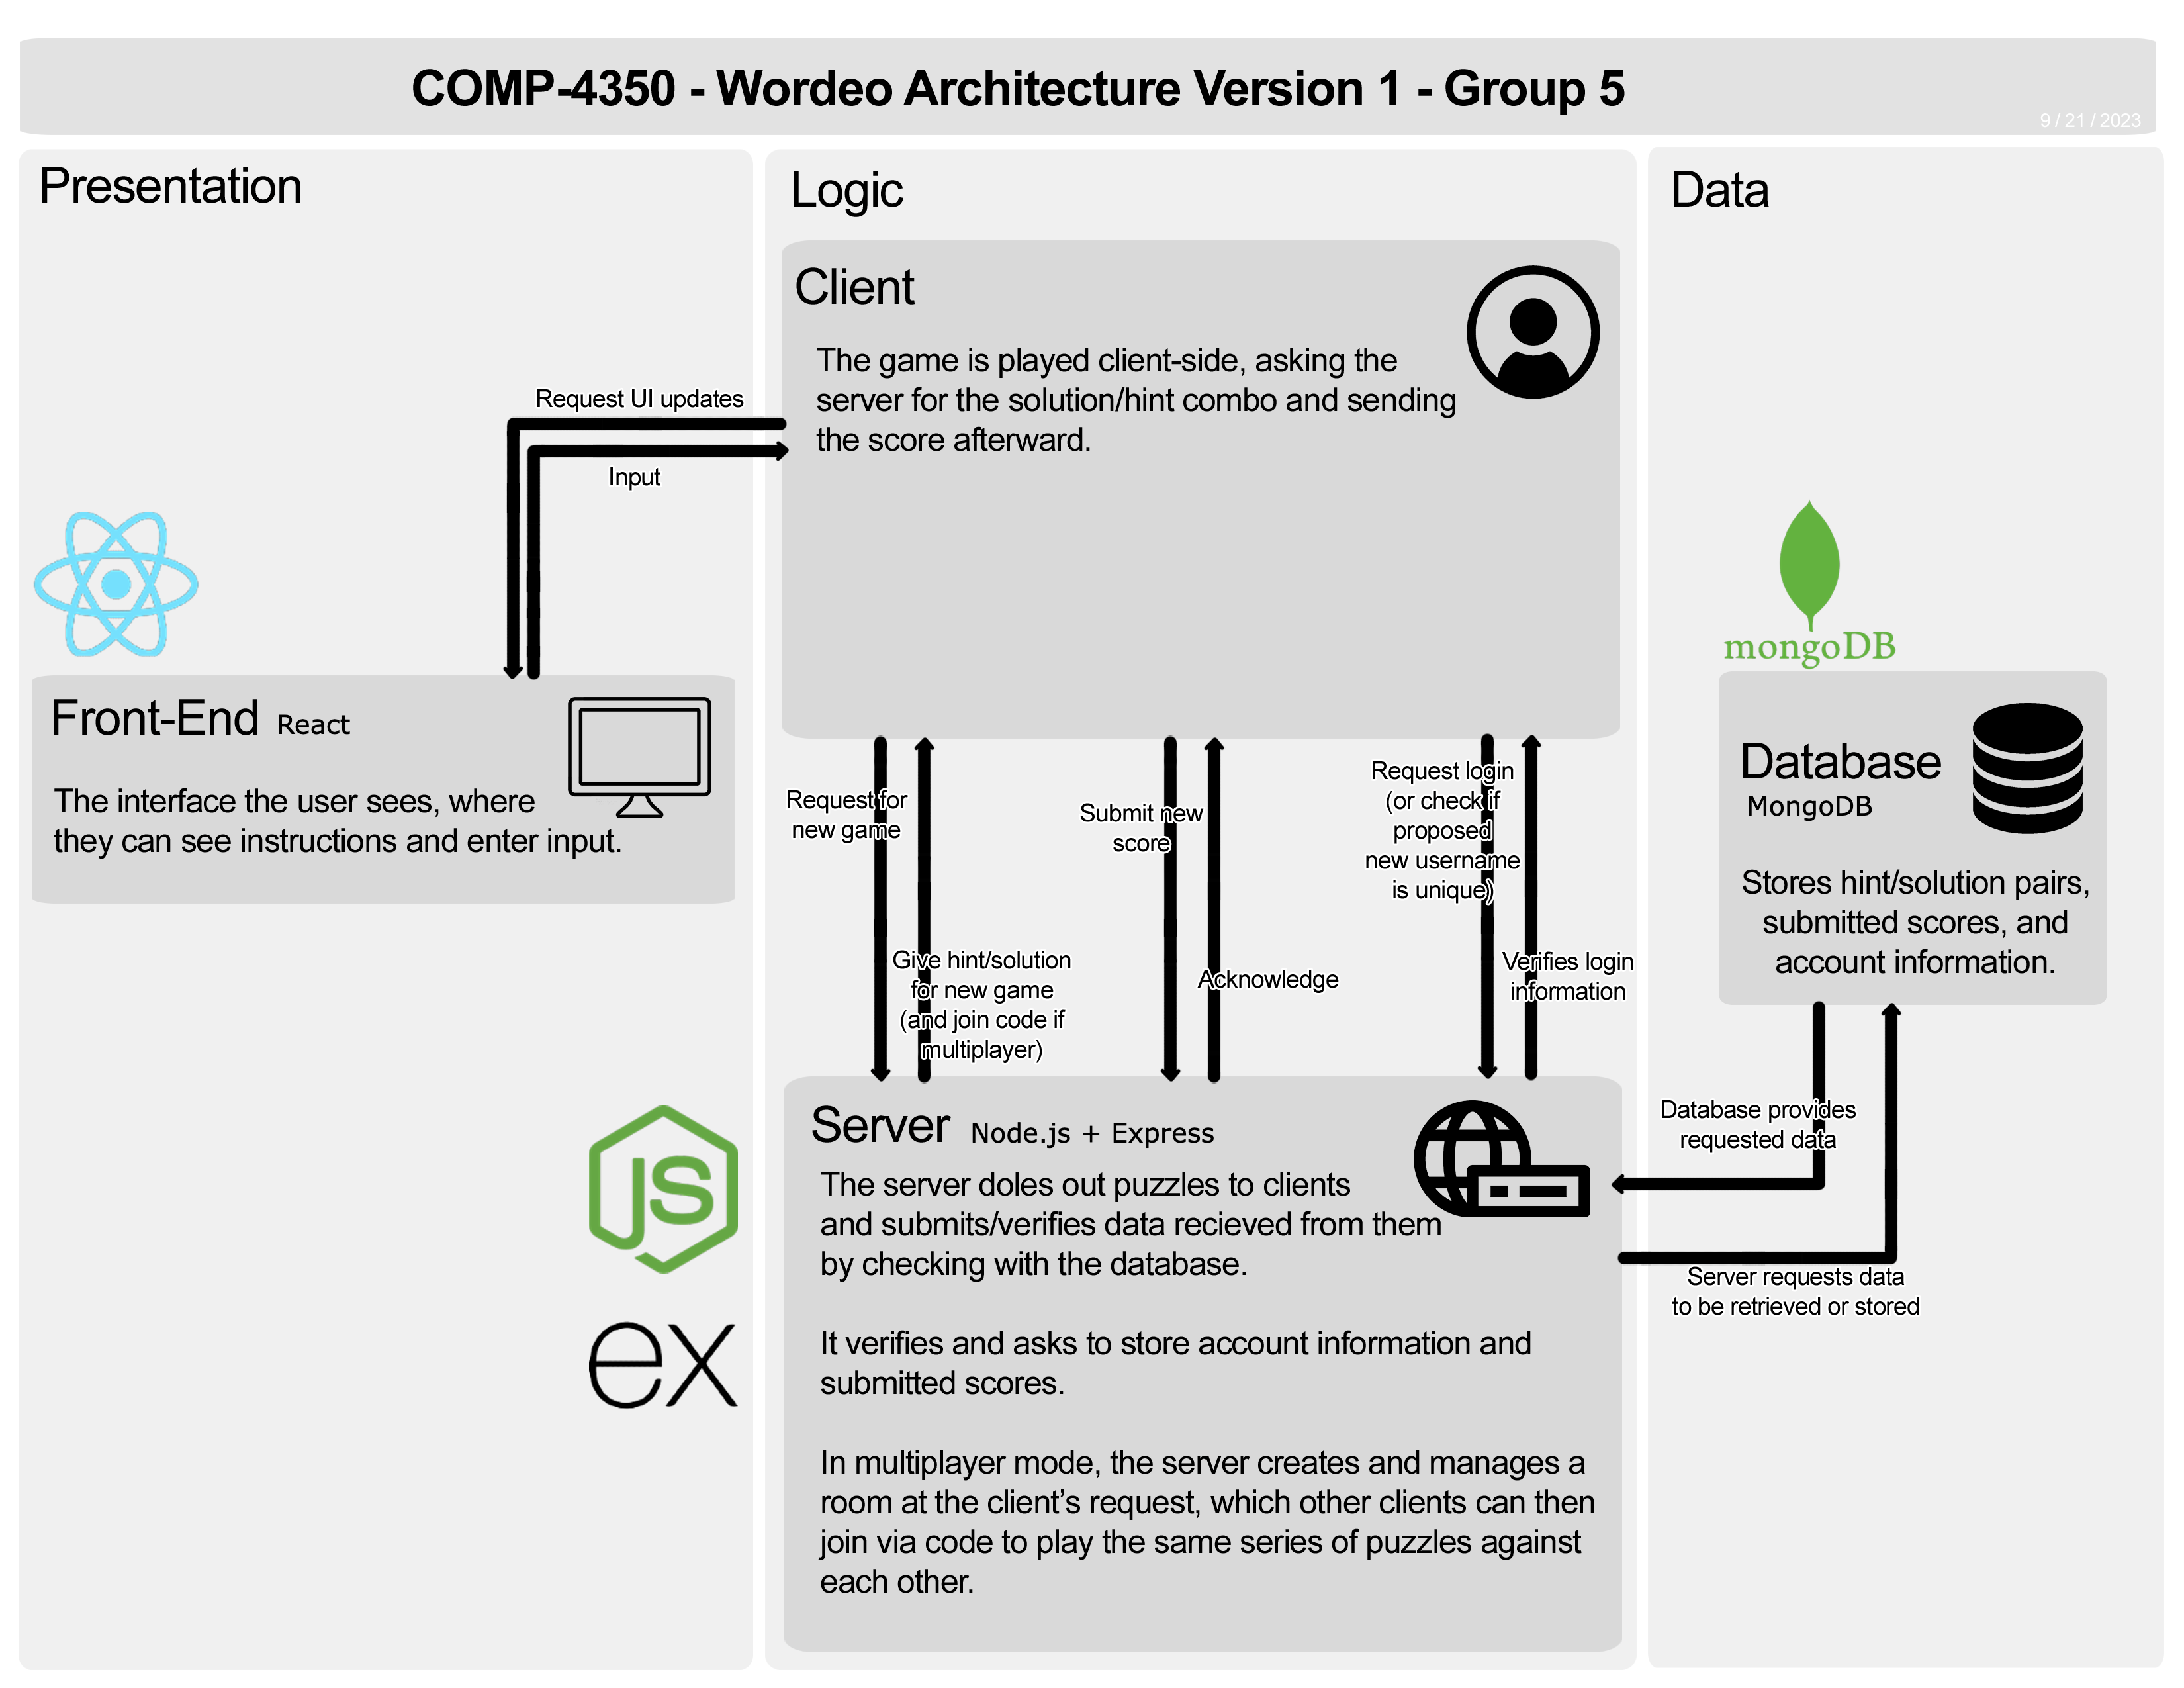 COMP-4350 - Wordeo Architecture Version 1 - Group 5
9 / 21 / 2023
Presentation
Request UI updates
Input
Front-End React
The interface the user sees, where
they can see instructions and enter input.
JS
ex
Logic
Client
The game is played client-side, asking the
server for the solution/hint combo and sending
the score afterward.
Request for
new game
Give hint/solution
for new game
(and join code if
multiplayer)
Submit new
score
Acknowledge
Request login
(or check if
proposed
new username
is unique)
Verifies login
information
Server Node.js + Express
The server doles out puzzles to clients
and submits/verifies data recieved from them
by checking with the database.
It verifies and asks to store account information and
submitted scores.
In multiplayer mode, the server creates and manages a
room at the client's request, which other clients can then
join via code to play the same series of puzzles against
each other.
Data
mongoDB
Database
MongoDB
Stores hint/solution pairs,
submitted scores, and
account information.
Database provides
requested data
Server requests data
to be retrieved or stored